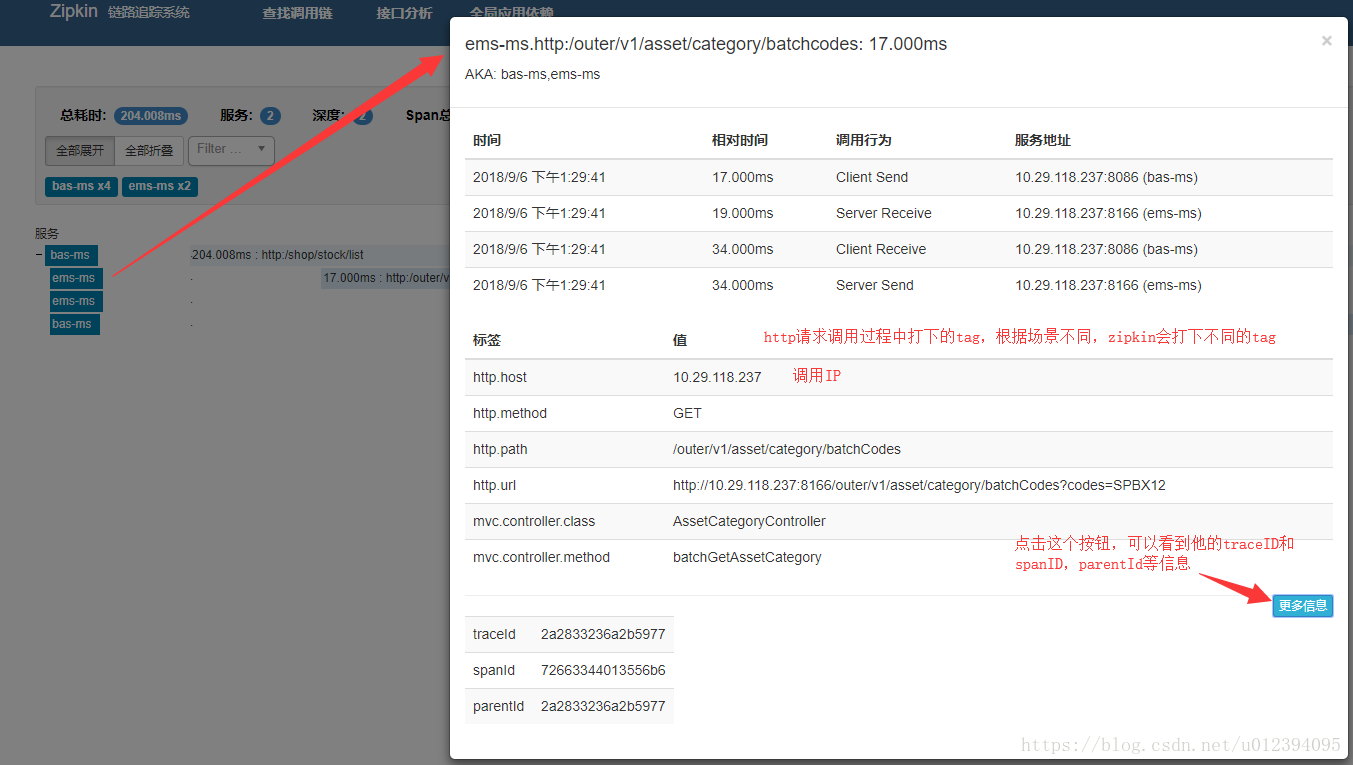 Zipkin 链路追踪系统 查找调用链 接口分析 全局应用依赖
ems-ms.http:/outer/v1/asset/category/batchcodes: 17.000ms ×
AKA: bas-ms,ems-ms
总耗时: 204.008ms 服务: 2 深度: 2 Span总
全部展开 全部折叠 Filter ...
bas-ms x4 ems-ms x2
服务
bas-ms 204.008ms : http:/shop/stock/list
ems-ms 17.000ms : http:/outer/v
ems-ms
bas-ms
时间 相对时间 调用行为 服务地址
2018/9/6 下午1:29:41 17.000ms Client Send 10.29.118.237:8086 (bas-ms)
2018/9/6 下午1:29:41 19.000ms Server Receive 10.29.118.237:8166 (ems-ms)
2018/9/6 下午1:29:41 34.000ms Client Receive 10.29.118.237:8086 (bas-ms)
2018/9/6 下午1:29:41 34.000ms Server Send 10.29.118.237:8166 (ems-ms)
标签 值 http请求调用过程中打下的tag，根据场景不同，zipkin会打下不同的tag
http.host 10.29.118.237 调用IP
http.method GET
http.path /outer/v1/asset/category/batchCodes
http.url http://10.29.118.237:8166/outer/v1/asset/category/batchCodes?codes=SPBX12
mvc.controller.class AssetCategoryController
mvc.controller.method batchGetAssetCategory
点击这个按钮，可以看到他的traceID和
spanID，parentId等信息
更多信息
traceId 2a2833236a2b5977
spanId 72663344013556b6
parentId 2a2833236a2b5977
https://blog.csdn.net/u012394095